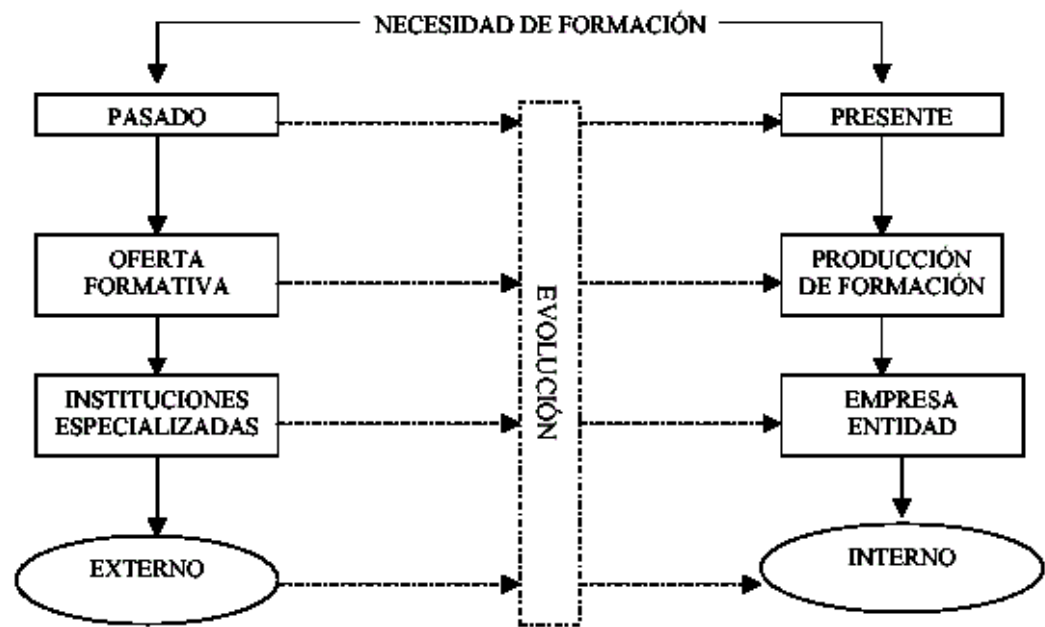 NECESIDAD DE FORMACIÓN
PASADO
PRESENTE
OFERTA
FORMATIVA
PRODUCCIÓN
DE FORMACIÓN
EVOLUCIÓN
INSTITUCIONES
ESPECIALIZADAS
EMPRESA
ENTIDAD
EXTERNO
INTERNO